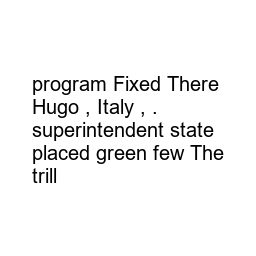 program Fixed There
Hugo , Italy , .
superintendent state
placed green few The
trill